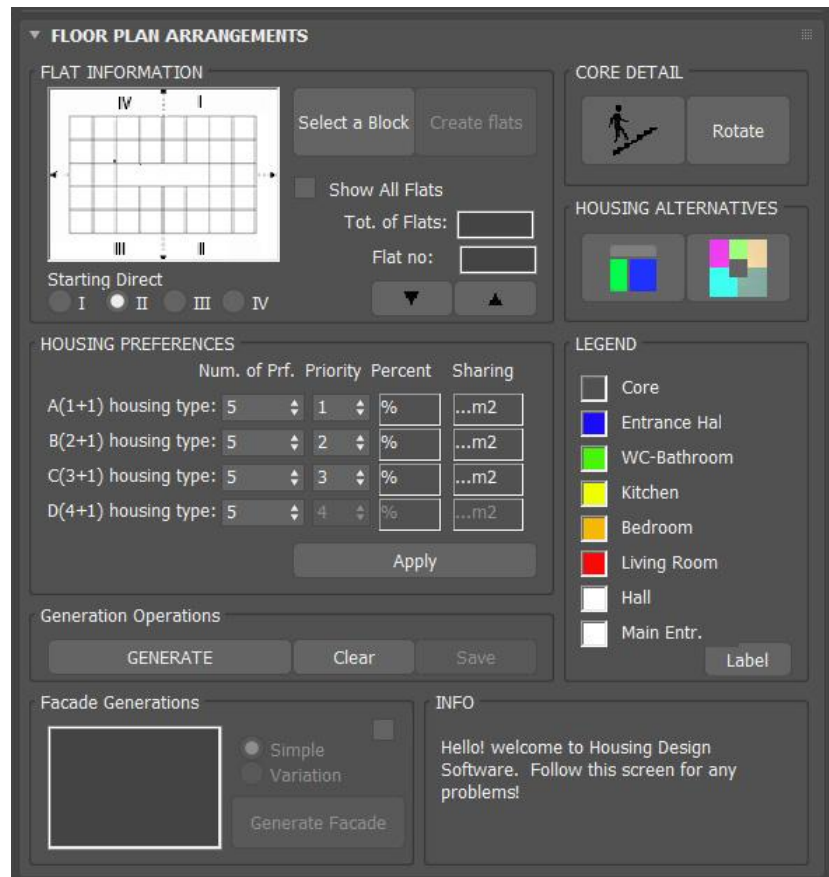 FLOOR PLAN ARRANGEMENTS
FLAT INFORMATION
IV I
III II
Starting Direct
I II III IV
Select a Block Create flats
Show All Flats
Tot. of Flats:
Flat no:
CORE DETAIL
Rotate
HOUSING ALTERNATIVES
HOUSING PREFERENCES
Num. of Prf. Priority Percent Sharing
A(1+1) housing type: 5 1 % ...m2
B(2+1) housing type: 5 2 % ...m2
C(3+1) housing type: 5 3 % ...m2
D(4+1) housing type: 5 4 % ...m2
Apply
LEGEND
Core
Entrance Hal
WC-Bathroom
Kitchen
Bedroom
Living Room
Hall
Main Entr.
Label
Generation Operations
GENERATE Clear Save
Facade Generations
Simple
Variation
Generate Facade
INFO
Hello! welcome to Housing Design
Software. Follow this screen for any
problems!